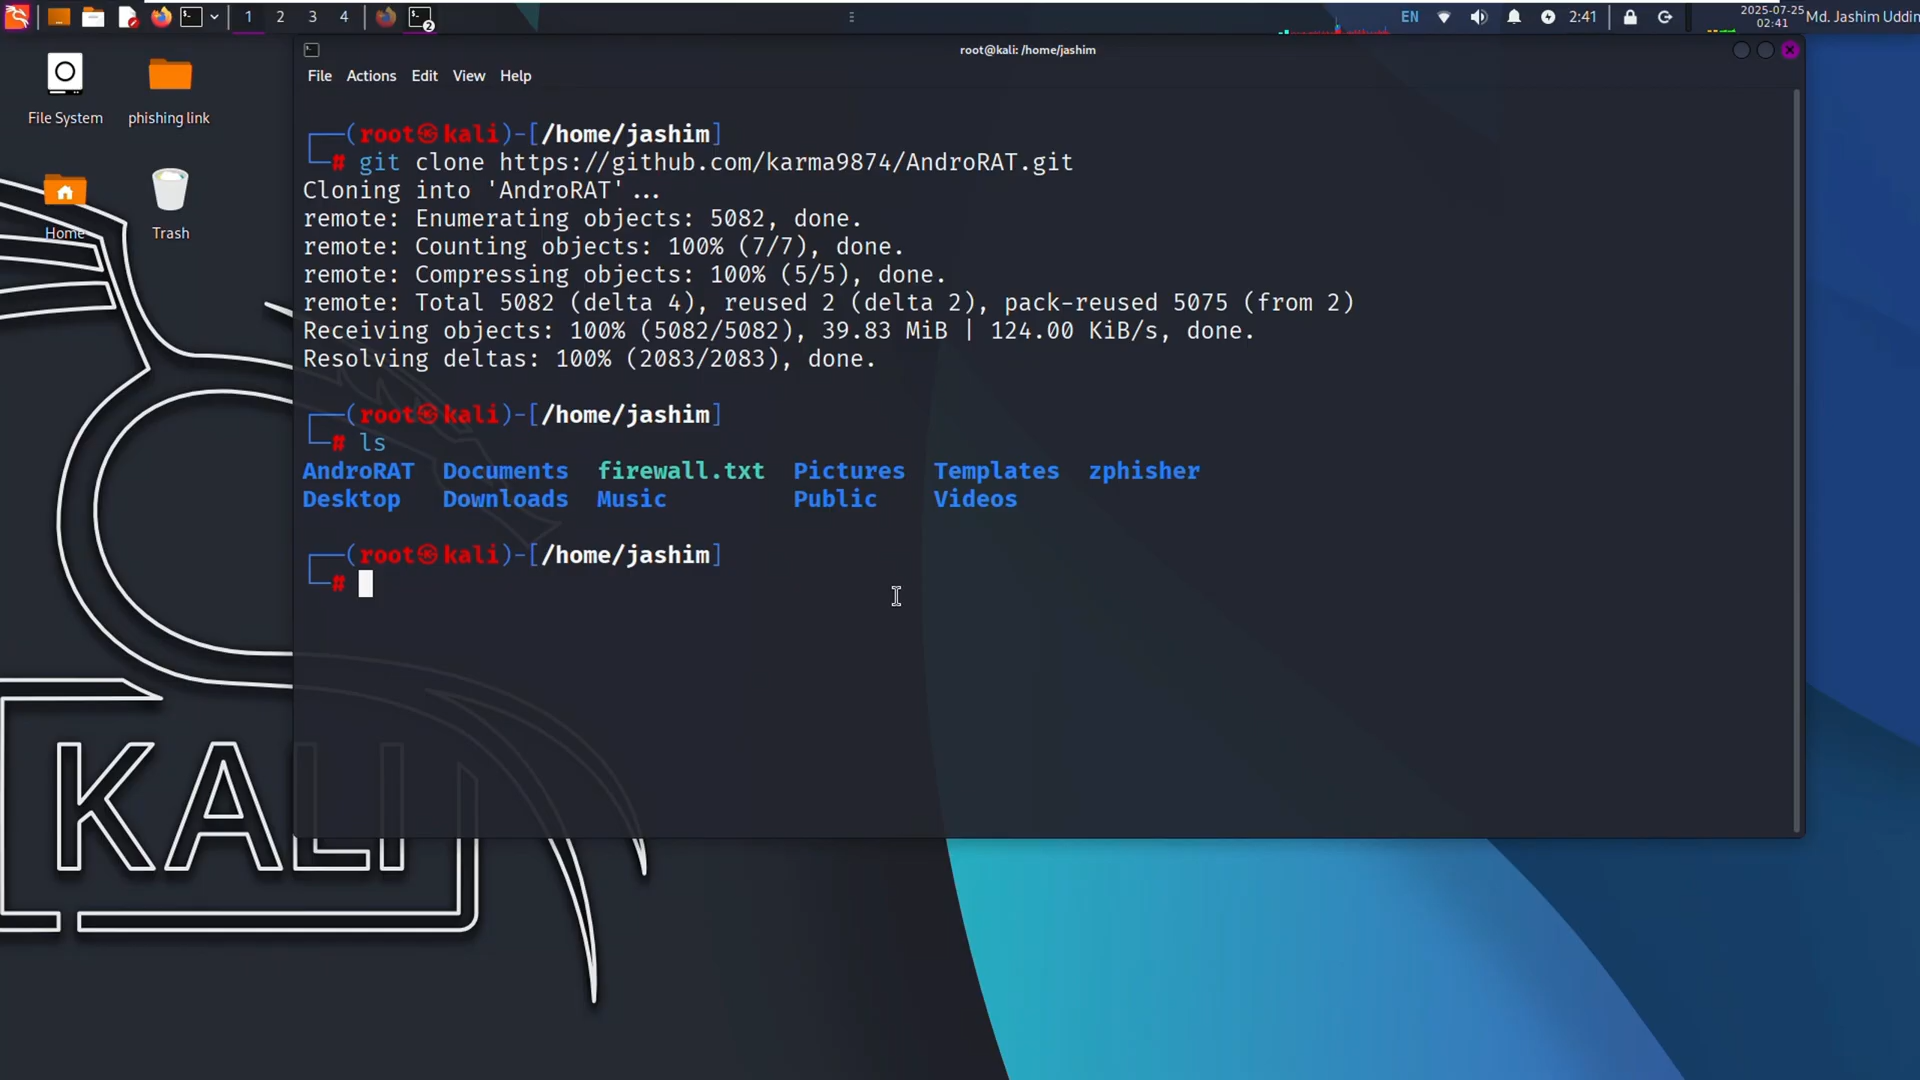 1 2 3 4 2 EN 2:41 2025-07-25 02:41 Md. Jashim Uddin
root@kali: /home/jashim
File Actions Edit View Help
File System
phishing link
Home
Trash
┌──(root㉿kali)-[/home/jashim]
└─# git clone https://github.com/karma9874/AndroRAT.git
Cloning into 'AndroRAT' ...
remote: Enumerating objects: 5082, done.
remote: Counting objects: 100% (7/7), done.
remote: Compressing objects: 100% (5/5), done.
remote: Total 5082 (delta 4), reused 2 (delta 2), pack-reused 5075 (from 2)
Receiving objects: 100% (5082/5082), 39.83 MiB | 124.00 KiB/s, done.
Resolving deltas: 100% (2083/2083), done.
┌──(root㉿kali)-[/home/jashim]
└─# ls
AndroRAT Documents firewall.txt Pictures Templates zphisher
Desktop Downloads Music Public Videos
┌──(root㉿kali)-[/home/jashim]
└─#
KALI